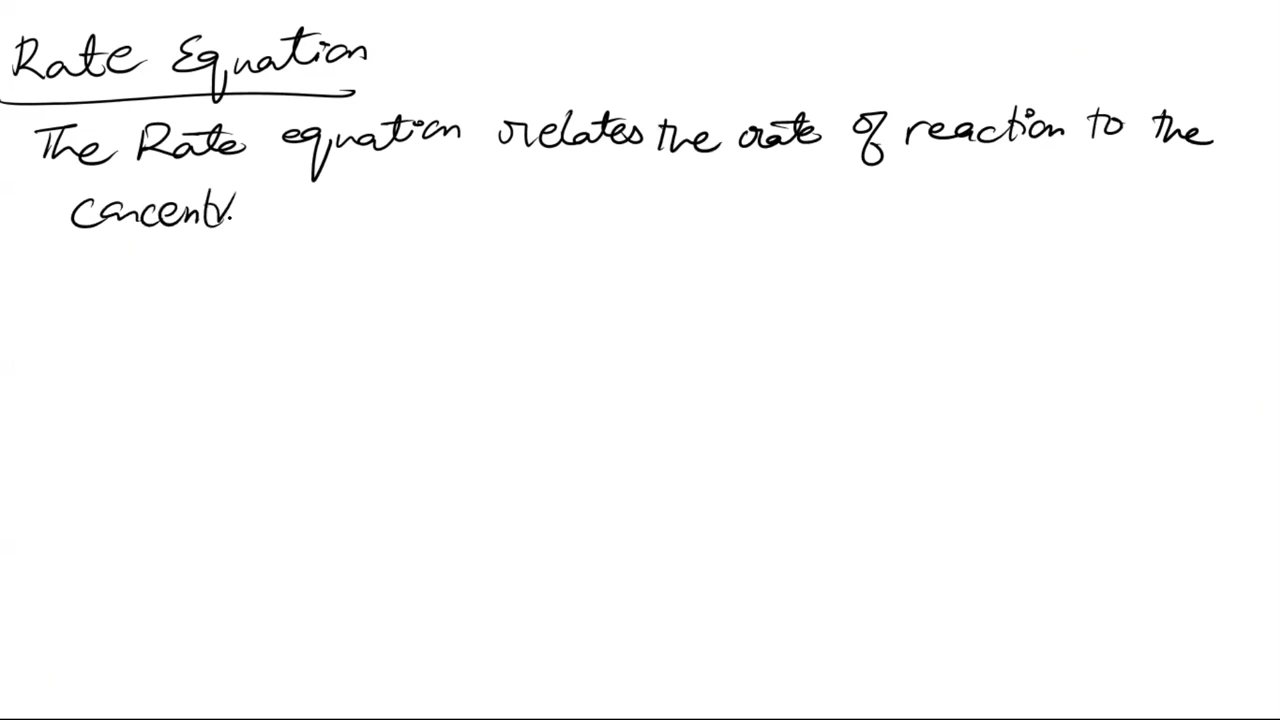 Rate Equation
The Rate equation relates the rate of reaction to the
concentr.